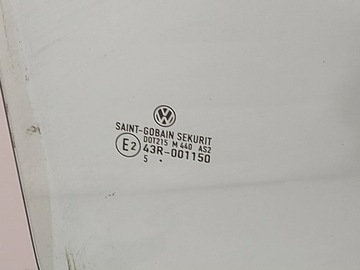 SAINT-GOBAIN SEKURIT
DOT215 M440 AS2
E2 43R-001150
5 .